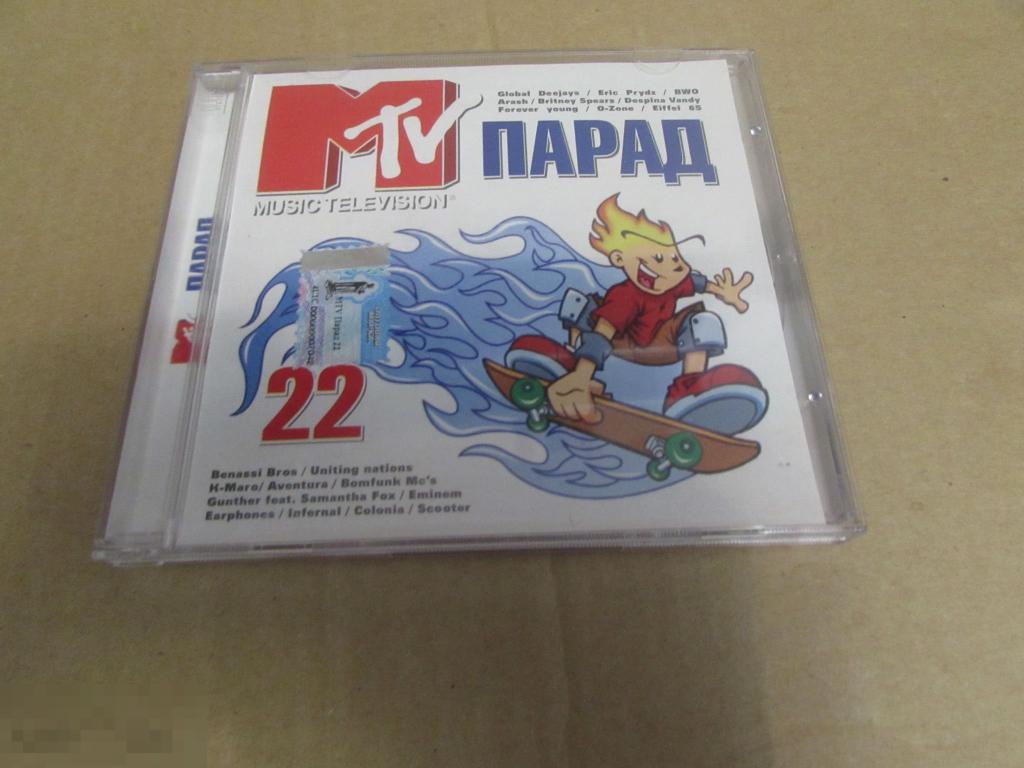 MTV
MUSIC TELEVISION®
Global Deejays / Eric Prydz / BWO
Arash / Britney Spears / Despina Vandy
Forever young / O-Zone / Eiffel 65
ПАРАД
ПАРАД
MTV Парад 22
22
Benassi Bros / Uniting nations
K-Maro/ Aventura / Bomfunk Mc's
Gunther feat. Samantha Fox / Eminem
Earphones / Infernal / Colonia / Scooter